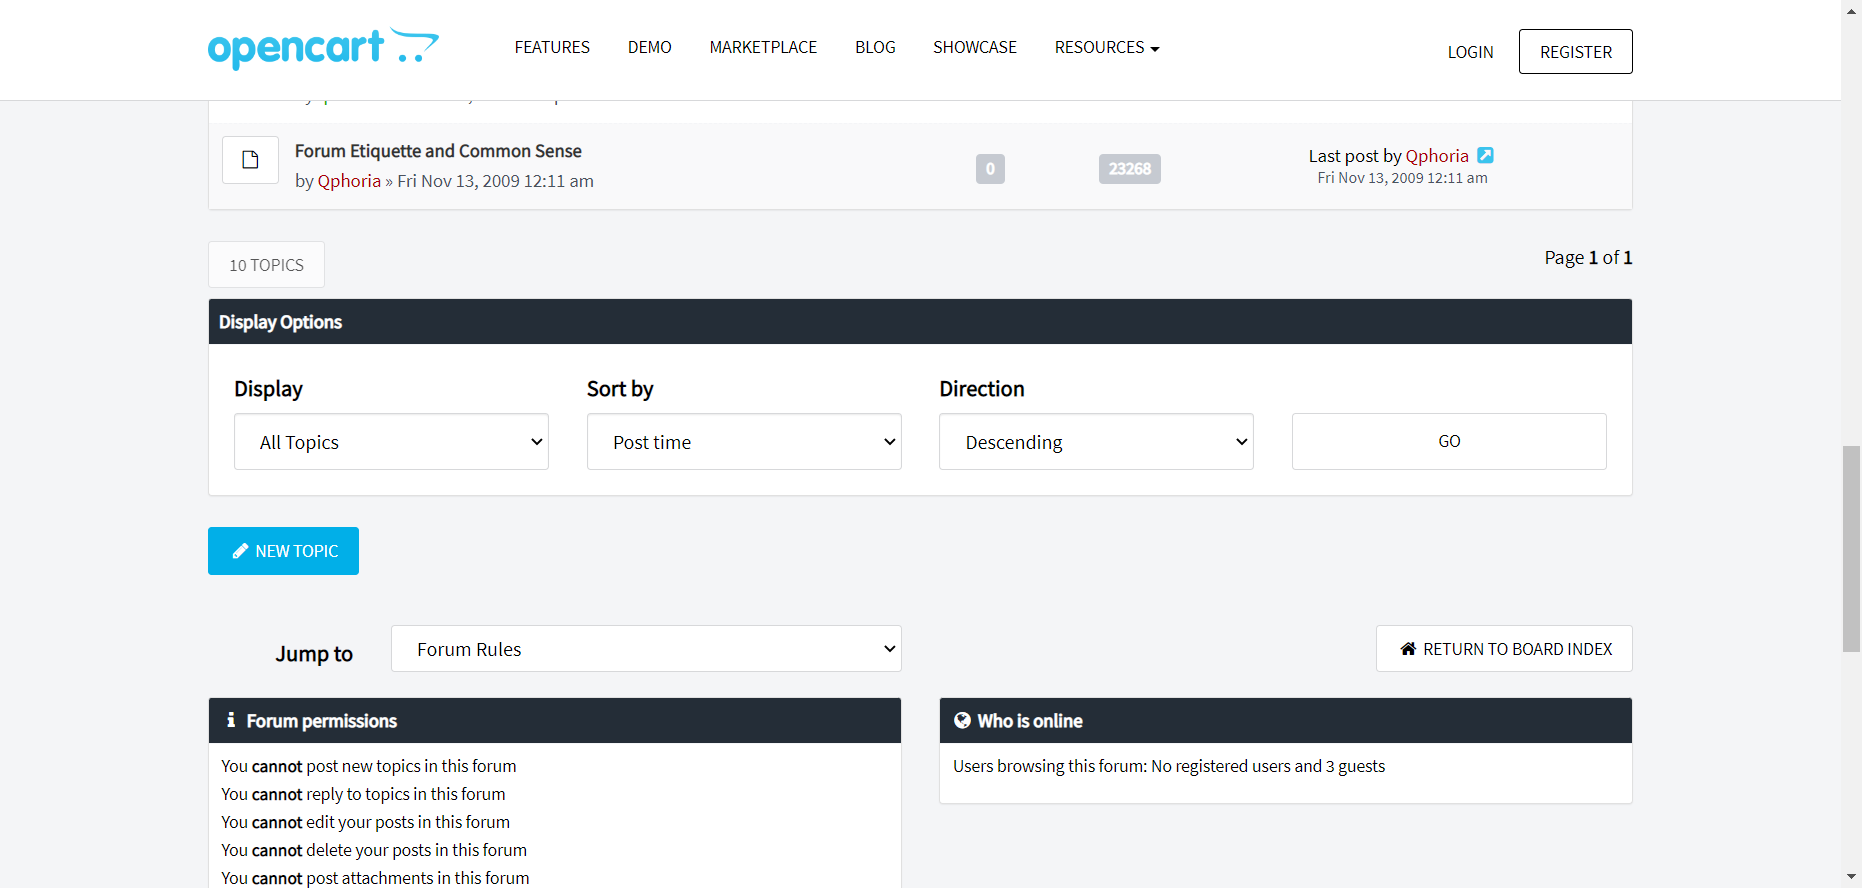 opencart
FEATURES DEMO MARKETPLACE BLOG SHOWCASE RESOURCES LOGIN REGISTER
Forum Etiquette and Common Sense
by Qphoria » Fri Nov 13, 2009 12:11 am
0 23268
Last post by Qphoria
Fri Nov 13, 2009 12:11 am
10 TOPICS
Page 1 of 1
Display Options
Display Sort by Direction
All Topics Post time Descending GO
NEW TOPIC
Jump to Forum Rules RETURN TO BOARD INDEX
Forum permissions
You cannot post new topics in this forum
You cannot reply to topics in this forum
You cannot edit your posts in this forum
You cannot delete your posts in this forum
You cannot post attachments in this forum
Who is online
Users browsing this forum: No registered users and 3 guests